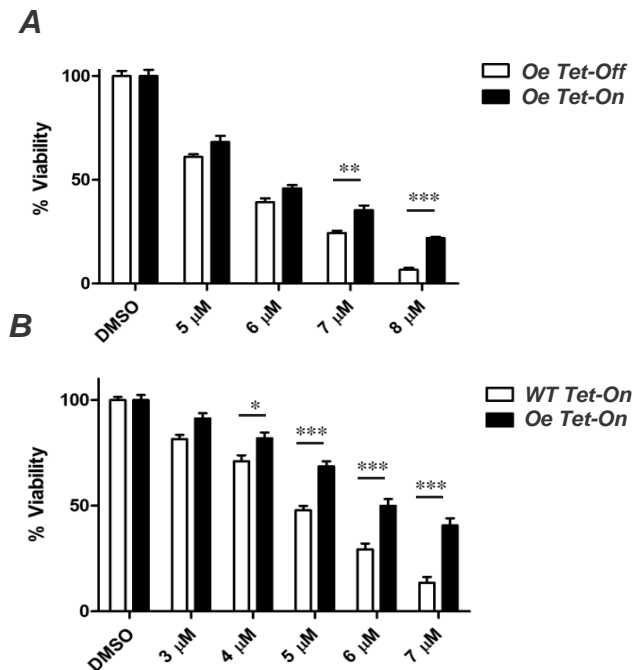 A
Oe Tet-Off
Oe Tet-On
% Viability
100
50
0
**
***
DMSO
5 μM
6 μM
7 μM
8 μM
B
WT Tet-On
Oe Tet-On
% Viability
100
50
0
*
***
***
***
DMSO
3 μM
4 μM
5 μM
6 μM
7 μM